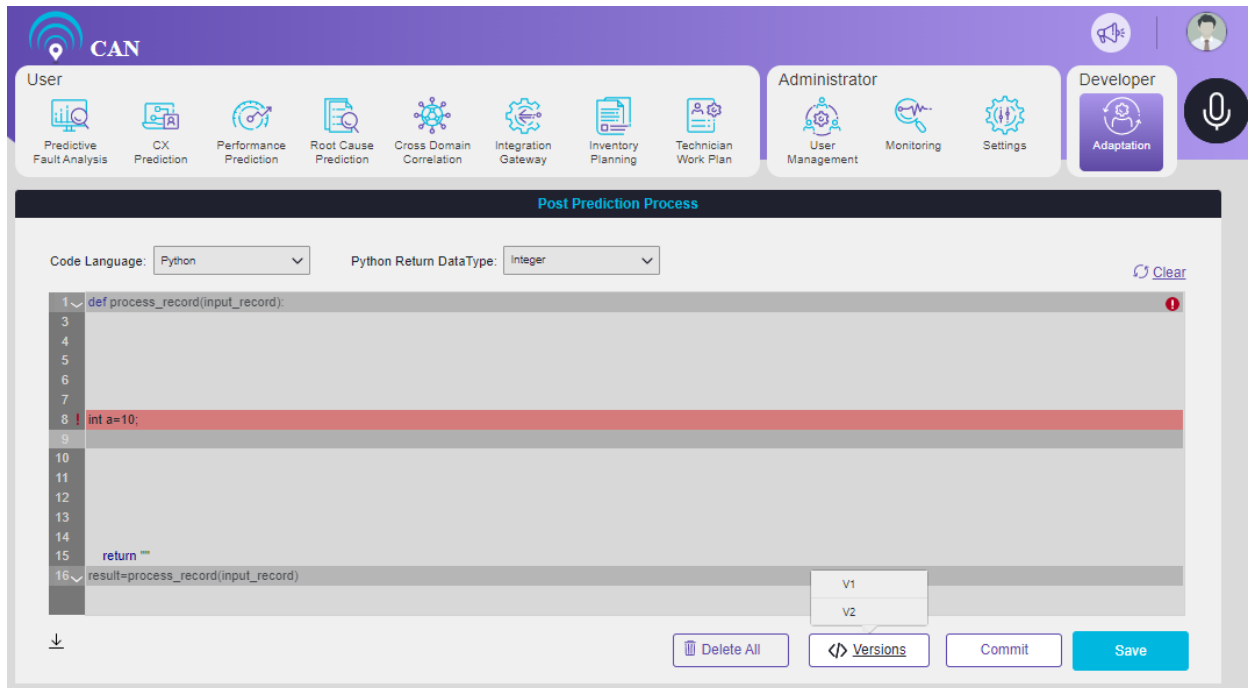 CAN
User
Administrator
Developer
Predictive
Fault Analysis
CX
Prediction
Performance
Prediction
Root Cause
Prediction
Cross Domain
Correlation
Integration
Gateway
Inventory
Planning
Technician
Work Plan
User
Management
Monitoring
Settings
Adaptation
Post Prediction Process
Code Language: Python
Python Return DataType: Integer
Clear
1 def process_record(input_record):
3
4
5
6
7
8 ! int a=10;
9
10
11
12
13
14
15 return ""
16 result=process_record(input_record)
V1
V2
Delete All
</> Versions
Commit
Save